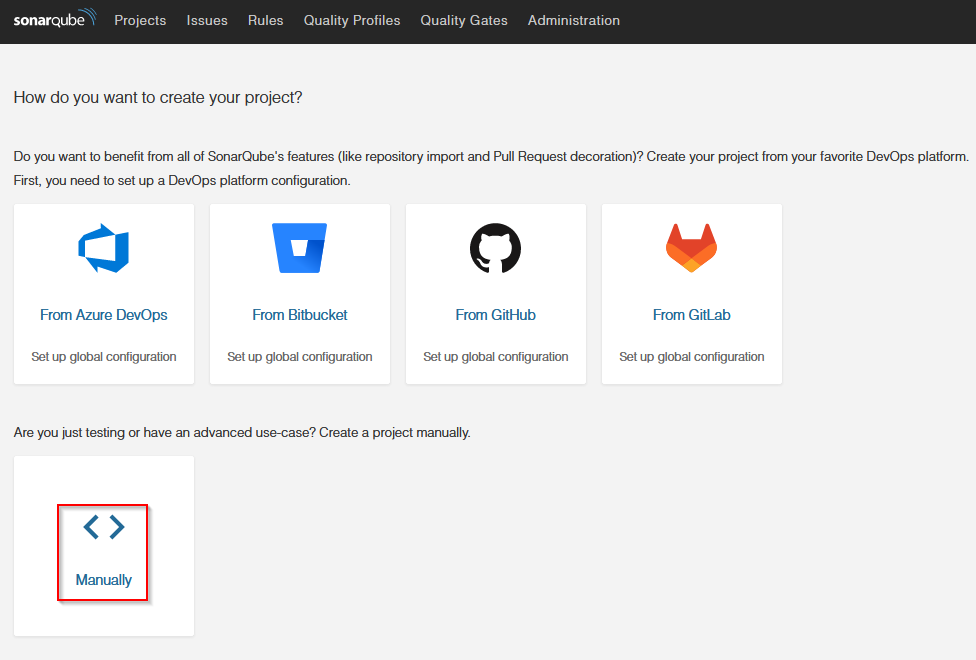 sonarqube Projects Issues Rules Quality Profiles Quality Gates Administration
How do you want to create your project?
Do you want to benefit from all of SonarQube's features (like repository import and Pull Request decoration)? Create your project from your favorite DevOps platform.
First, you need to set up a DevOps platform configuration.
From Azure DevOps From Bitbucket From GitHub From GitLab
Set up global configuration Set up global configuration Set up global configuration Set up global configuration
Are you just testing or have an advanced use-case? Create a project manually.
Manually